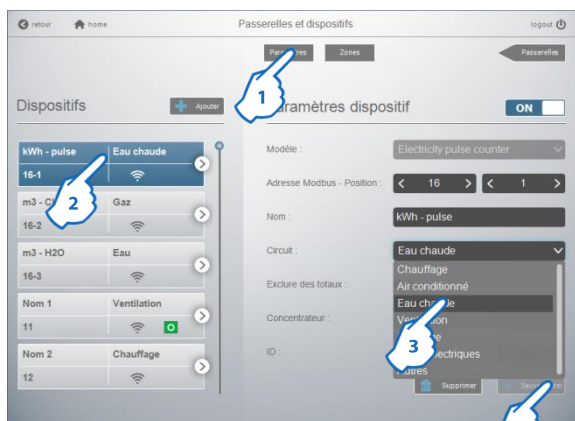 retour home Passerelles et dispositifs logout
Zones Passerelles
1
Dispositifs Ajouter dispositif ON
kWh - pulse Eau chaude
16-1
2
Gaz
16-2
m3 - H2O Eau
16-3
Nom 1 Ventilation
11
Nom 2 Chauffage
12
Modèle : Electricity pulse counter
Adresse Modbus - Position : < 16 > < 1 >
Nom : kWh - pulse
Circuit : Eau chaude
Chauffage
Exclure des totaux : Air conditionné
Eau
Concentrateur :
3
ID :
Supprimer